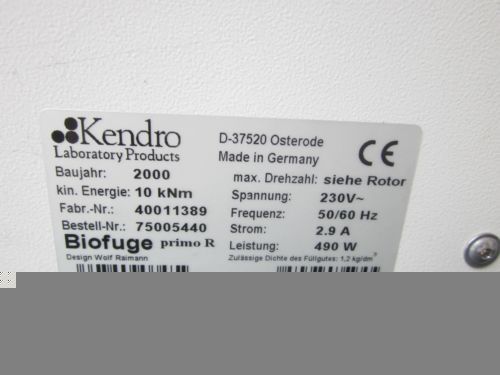 Kendro
Laboratory Products
D-37520 Osterode
Made in Germany
CE
Baujahr: 2000
max. Drehzahl: siehe Rotor
kin. Energie: 10 kNm
Spannung: 230V~
Fabr.-Nr.: 40011389
Frequenz: 50/60 Hz
Bestell-Nr.: 75005440
Strom: 2.9 A
Biofuge primo R
Leistung: 490 W
Design Wolf Raimann
Zulässige Dichte des Füllgutes: 1,2 kg/dm³